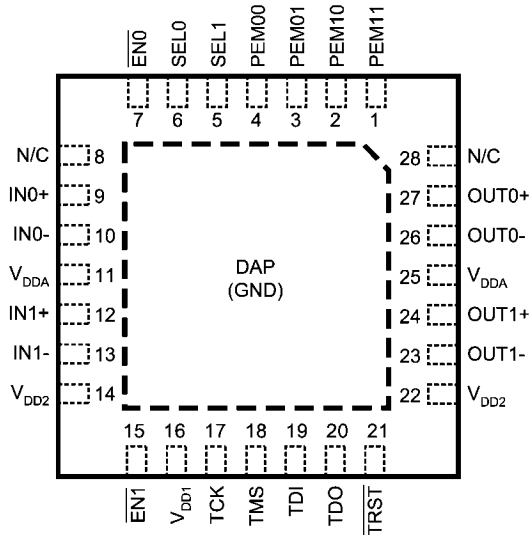 EN0 SEL0 SEL1 PEM00 PEM01 PEM10 PEM11
7 6 5 4 3 2 1
N/C 8
IN0+ 9
IN0- 10
VDDA 11
IN1+ 12
IN1- 13
VDD2 14
DAP
(GND)
28 N/C
27 OUT0+
26 OUT0-
25 VDDA
24 OUT1+
23 OUT1-
22 VDD2
15 16 17 18 19 20 21
EN1 VDD1 TCK TMS TDI TDO TRST